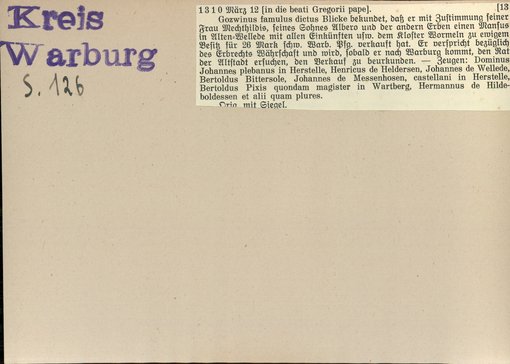 Kreis
Warburg
S. 126
1310 März 12 [in die beati Gregorii pape]. [13
Gozwinus famulus dictus Blicke bekundet, daß er mit Zustimmung seiner
Frau Mechthildis, seines Sohnes Albero und der andern Erben einen Mansus
in Alten-Wellede mit allen Einkünften usw. dem Kloster Wormeln zu ewigem
Besitz für 26 Mark schw. Warb. Pfg. verkauft hat. Er verspricht bezüglich
des Erbrechts Währschaft und wird, sobald er nach Warburg kommt, den Rat
der Altstadt ersuchen, den Verkauf zu beurkunden. — Zeugen: Dominus
Johannes plebanus in Herstelle, Henricus de Heldersen, Johannes de Wellede,
Bertoldus Bittersole, Johannes de Messenhosen, castellani in Herstelle,
Bertoldus Pixis quondam magister in Wartberg, Hermannus de Hilde-
boldessen et alii quam plures.
Orig. mit Siegel.